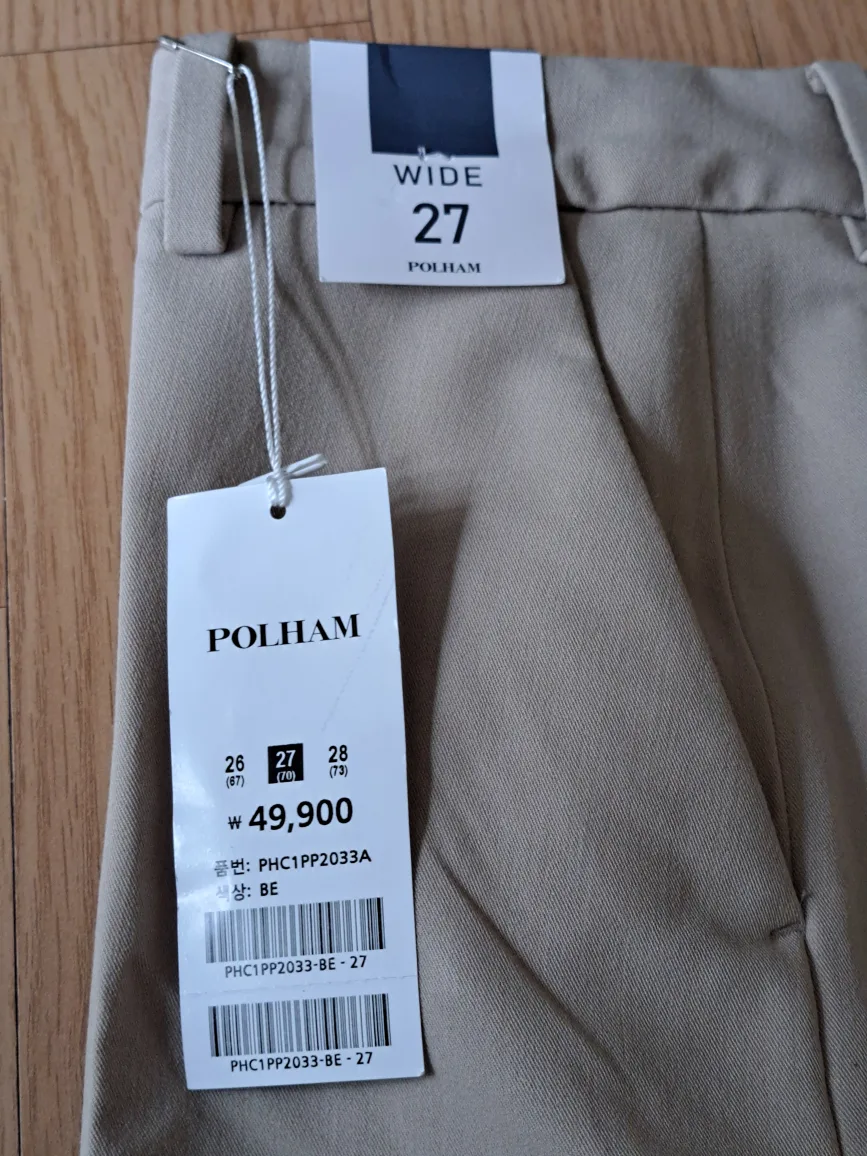 WIDE
27
POLHAM
POLHAM
26 27 28
(67) (70) (73)
₩ 49,900
품번: PHC1PP2033A
색상: BE
PHC1PP2033-BE - 27
PHC1PP2033-BE - 27